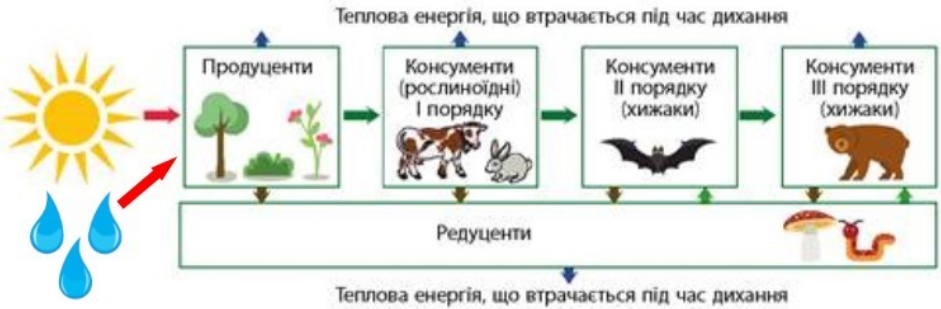 Теплова енергія, що втрачається під час дихання
Продуценти
Консументи
(рослиноїдні)
І порядку
Консументи
ІІ порядку
(хижаки)
Консументи
ІІІ порядку
(хижаки)
Редуценти
Теплова енергія, що втрачається під час дихання